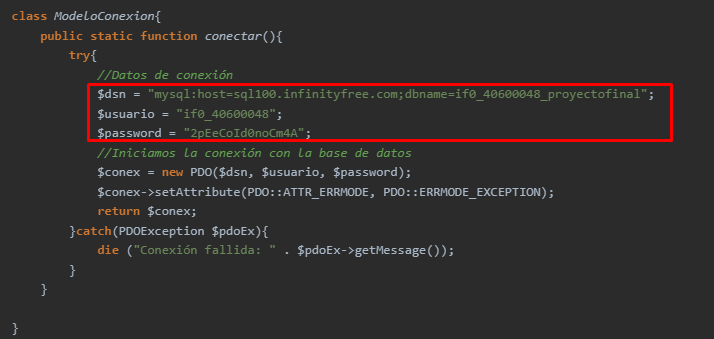 class ModeloConexion{
public static function conectar(){
try{
//Datos de conexión
$dsn = "mysql:host=sql100.infinityfree.com;dbname=if0_40600048_proyectofinal";
$usuario = "if0_40600048";
$password = "2pEeCoId0noCm4A";
//Iniciamos la conexión con la base de datos
$conex = new PDO($dsn, $usuario, $password);
$conex->setAttribute(PDO::ATTR_ERRMODE, PDO::ERRMODE_EXCEPTION);
return $conex;
}catch(PDOException $pdoEx){
die ("Conexión fallida: " . $pdoEx->getMessage());
}
}
}